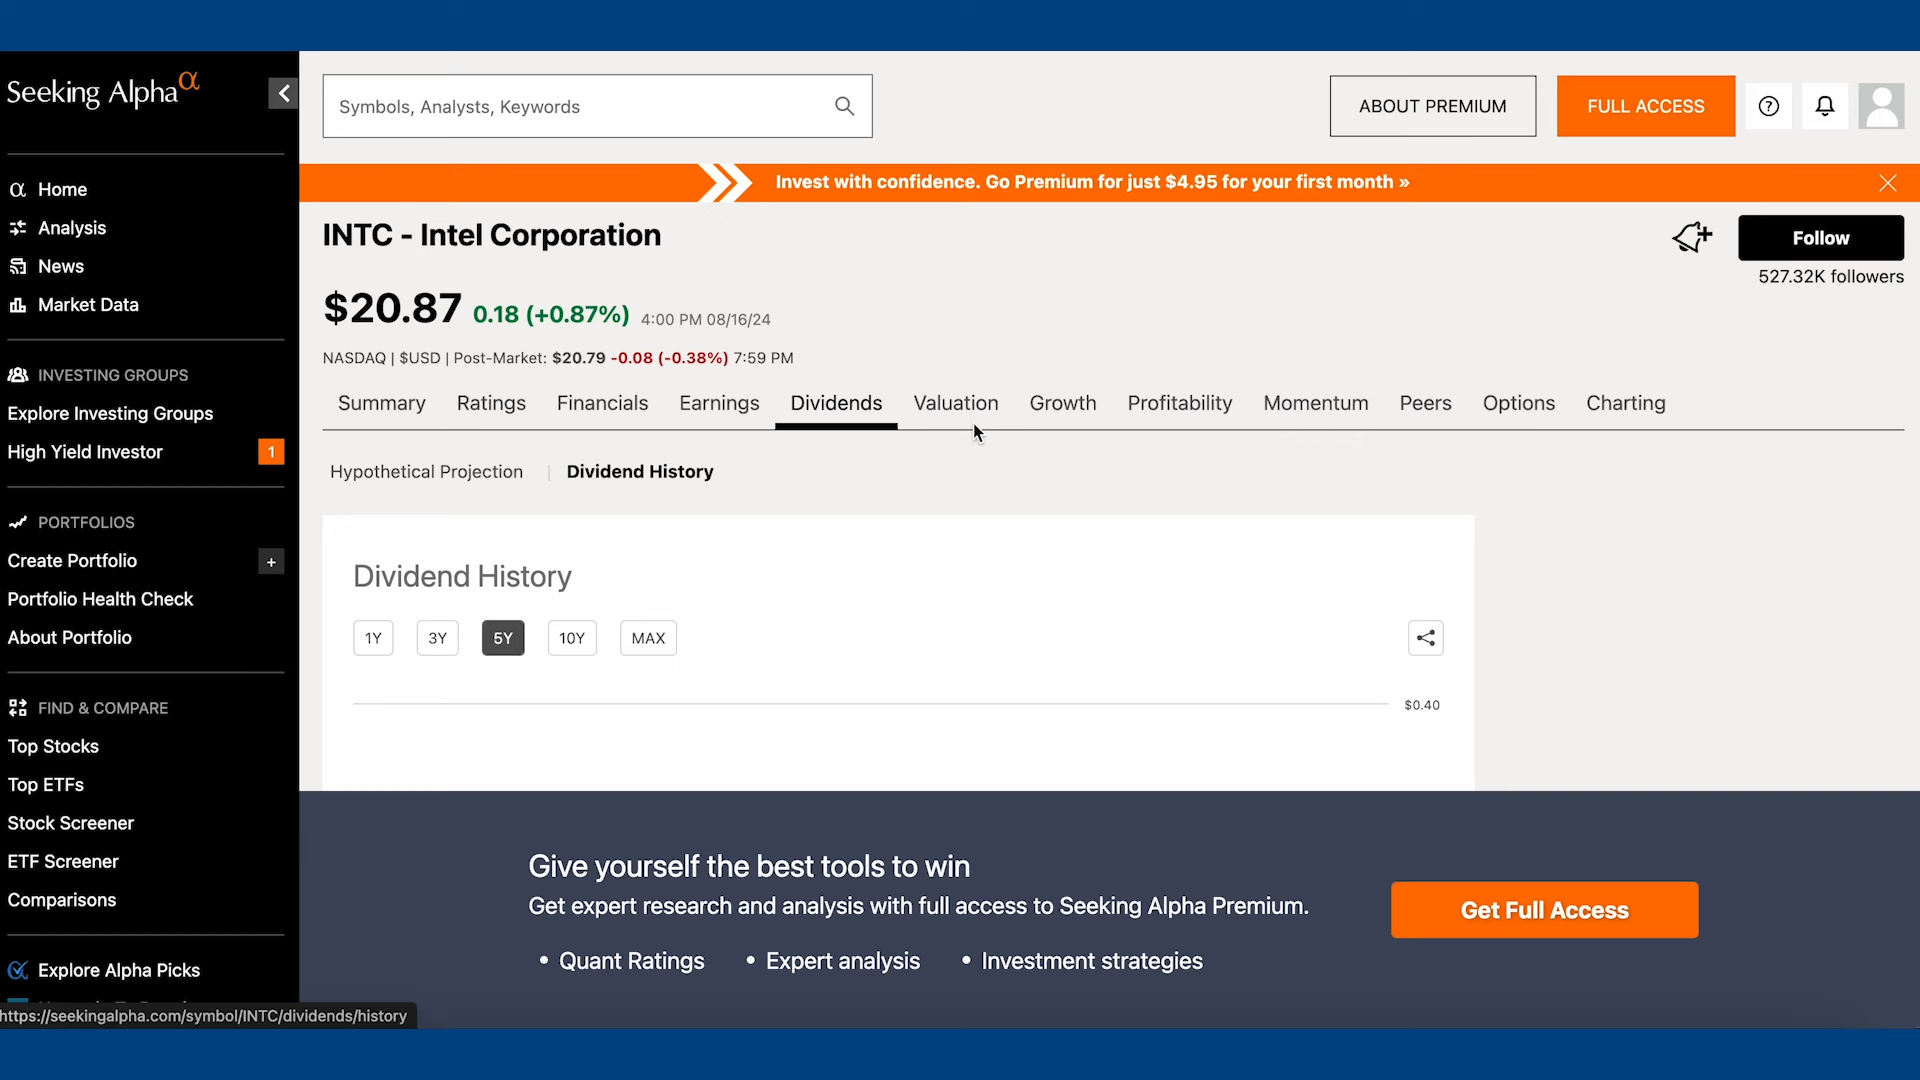 Seeking Alpha α
Symbols, Analysts, Keywords
ABOUT PREMIUM
FULL ACCESS
Invest with confidence. Go Premium for just $4.95 for your first month »
Home
Analysis
News
Market Data
INVESTING GROUPS
Explore Investing Groups
High Yield Investor 1
PORTFOLIOS
Create Portfolio +
Portfolio Health Check
About Portfolio
FIND & COMPARE
Top Stocks
Top ETFs
Stock Screener
ETF Screener
Comparisons
Explore Alpha Picks
https://seekingalpha.com/symbol/INTC/dividends/history
INTC - Intel Corporation
Follow
527.32K followers
$20.87 0.18 (+0.87%) 4:00 PM 08/16/24
NASDAQ | $USD | Post-Market: $20.79 -0.08 (-0.38%) 7:59 PM
Summary Ratings Financials Earnings Dividends Valuation Growth Profitability Momentum Peers Options Charting
Hypothetical Projection | Dividend History
Dividend History
1Y 3Y 5Y 10Y MAX
$0.40
Give yourself the best tools to win
Get expert research and analysis with full access to Seeking Alpha Premium.
• Quant Ratings • Expert analysis • Investment strategies
Get Full Access